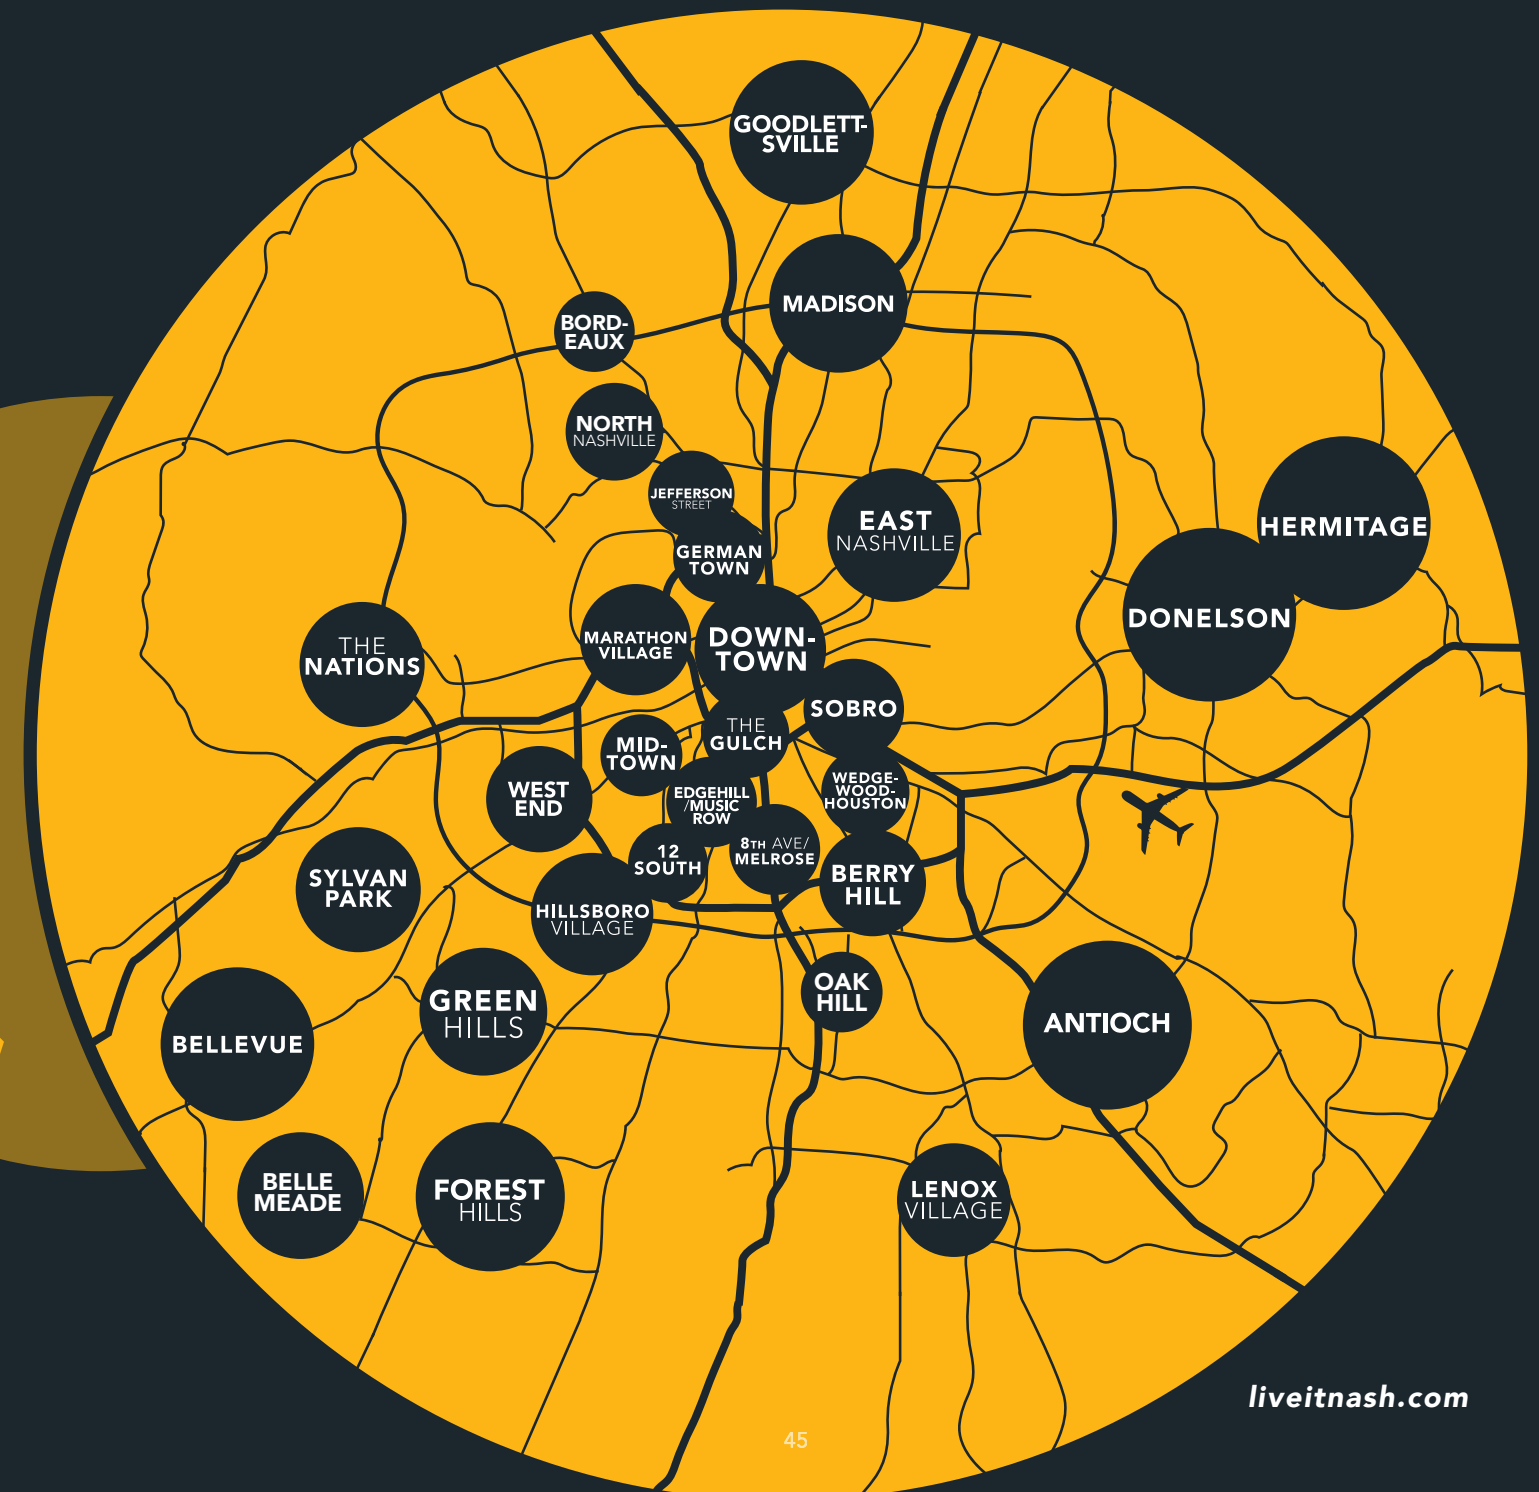 GOODLETT-
SVILLE
MADISON
BORD-
EAUX
NORTH
NASHVILLE
JEFFERSON
STREET
EAST
NASHVILLE
HERMITAGE
GERMAN
TOWN
DONELSON
MARATHON
VILLAGE
DOWN-
TOWN
THE
NATIONS
SOBRO
THE
GULCH
MID-
TOWN
WEST
END
EDGEHILL
/MUSIC
ROW
WEDGE-
WOOD-
HOUSTON
12
SOUTH
8TH AVE/
MELROSE
BERRY
HILL
SYLVAN
PARK
HILLSBORO
VILLAGE
OAK
HILL
GREEN
HILLS
ANTIOCH
BELLEVUE
BELLE
MEADE
FOREST
HILLS
LENOX
VILLAGE
liveitnash.com
45